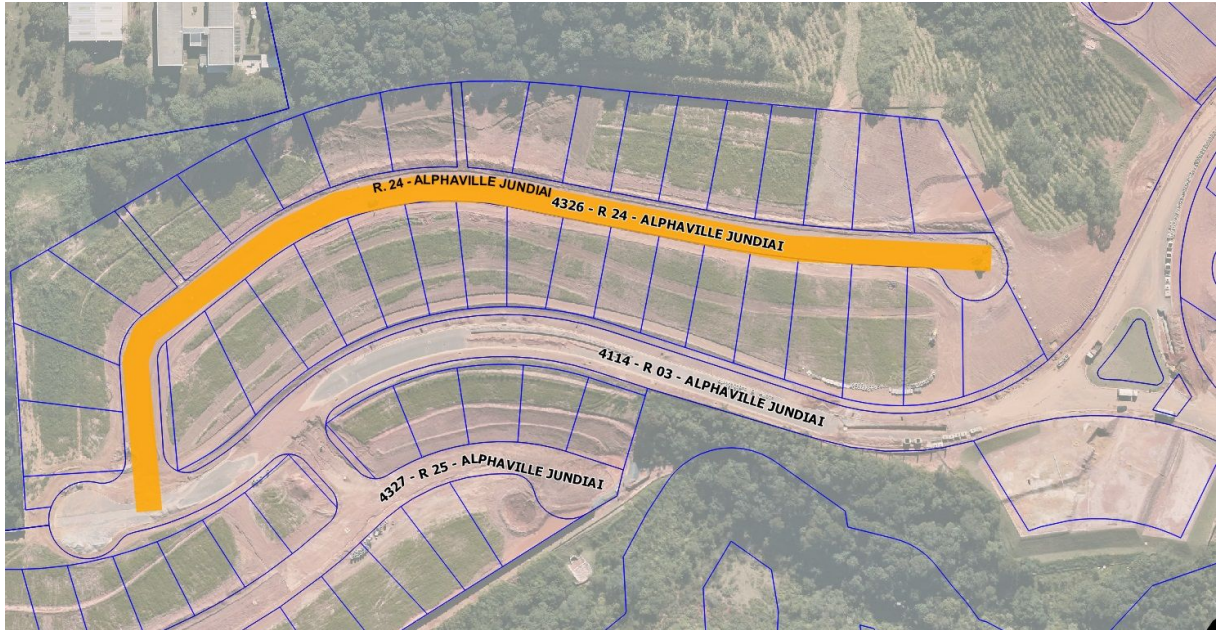 R. 24 - ALPHAVILLE JUNDIAI
4326 - R 24 - ALPHAVILLE JUNDIAI
4114 - R 03 - ALPHAVILLE JUNDIAI
4327 - R 25 - ALPHAVILLE JUNDIAI